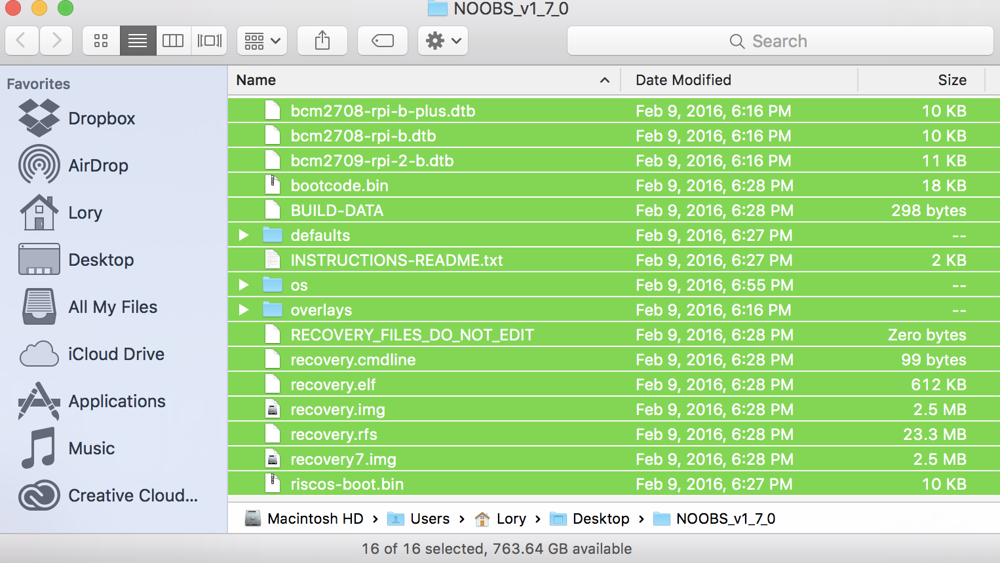 NOOBS_v1_7_0
Search
Favorites
Name Date Modified Size
Dropbox
AirDrop
Lory
Desktop
All My Files
iCloud Drive
Applications
Music
Creative Cloud...
bcm2708-rpi-b-plus.dtb Feb 9, 2016, 6:16 PM 10 KB
bcm2708-rpi-b.dtb Feb 9, 2016, 6:16 PM 10 KB
bcm2709-rpi-2-b.dtb Feb 9, 2016, 6:16 PM 11 KB
bootcode.bin Feb 9, 2016, 6:28 PM 18 KB
BUILD-DATA Feb 9, 2016, 6:28 PM 298 bytes
defaults Feb 9, 2016, 6:27 PM --
INSTRUCTIONS-README.txt Feb 9, 2016, 6:27 PM 2 KB
os Feb 9, 2016, 6:55 PM --
overlays Feb 9, 2016, 6:16 PM --
RECOVERY_FILES_DO_NOT_EDIT Feb 9, 2016, 6:28 PM Zero bytes
recovery.cmdline Feb 9, 2016, 6:28 PM 99 bytes
recovery.elf Feb 9, 2016, 6:28 PM 612 KB
recovery.img Feb 9, 2016, 6:28 PM 2.5 MB
recovery.rfs Feb 9, 2016, 6:28 PM 23.3 MB
recovery7.img Feb 9, 2016, 6:28 PM 2.5 MB
riscos-boot.bin Feb 9, 2016, 6:27 PM 10 KB
Macintosh HD › Users › Lory › Desktop › NOOBS_v1_7_0
16 of 16 selected, 763.64 GB available